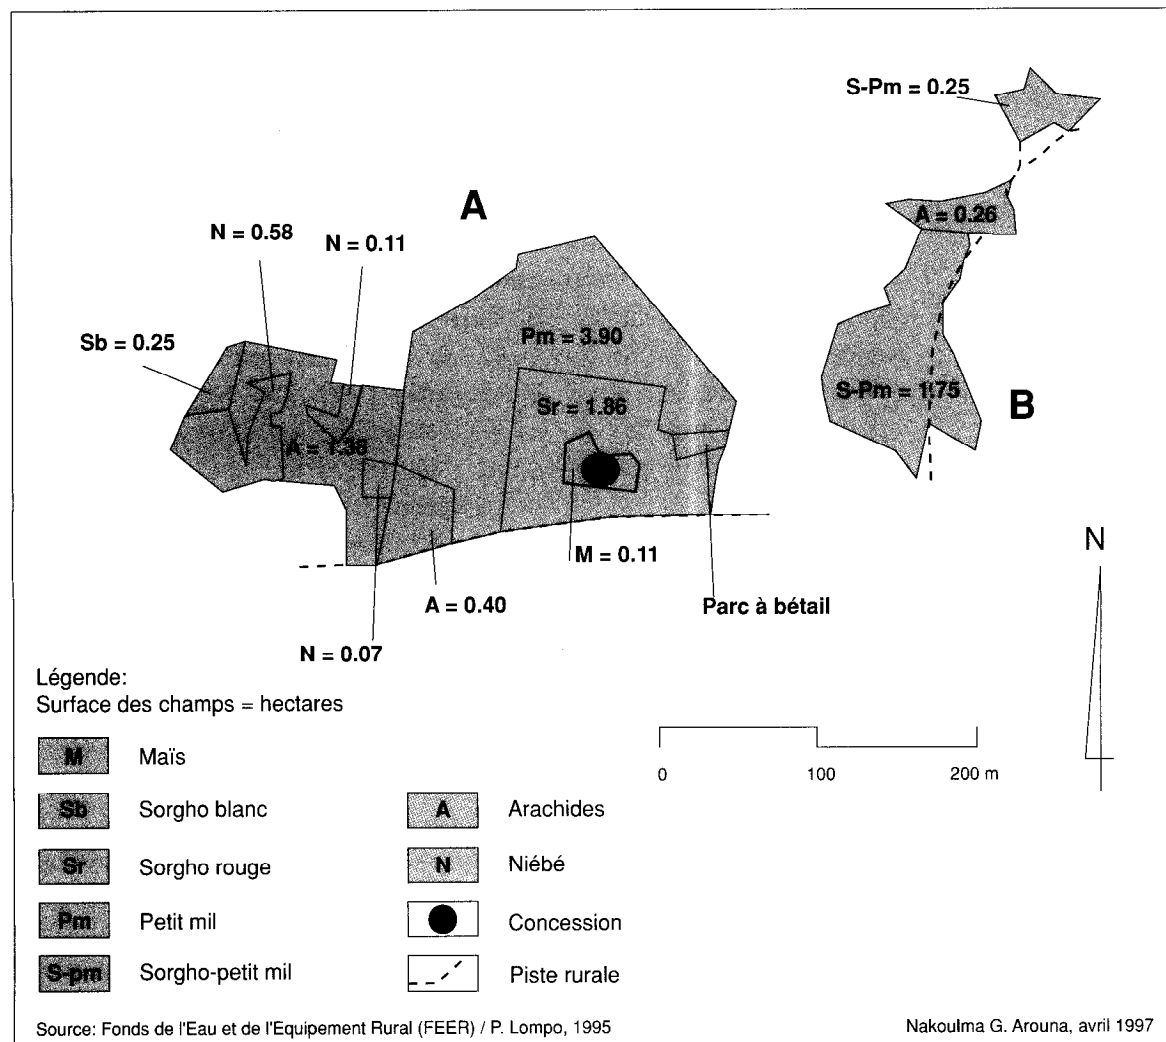 S-Pm = 0.25
A
N = 0.58
N = 0.11
A = 0.26
Sb = 0.25
Pm = 3.90
Sr = 1.86
S-Pm = 1.75
B
A = 1.38
M = 0.11
A = 0.40
Parc à bétail
N = 0.07
N
Légende:
Surface des champs = hectares
0 100 200 m
M Maïs
Sb Sorgho blanc
A Arachides
Sr Sorgho rouge
N Niébé
Pm Petit mil
Concession
S-pm Sorgho-petit mil
Piste rurale
Source: Fonds de l'Eau et de l'Equipement Rural (FEER) / P. Lompo, 1995
Nakoulma G. Arouna, avril 1997